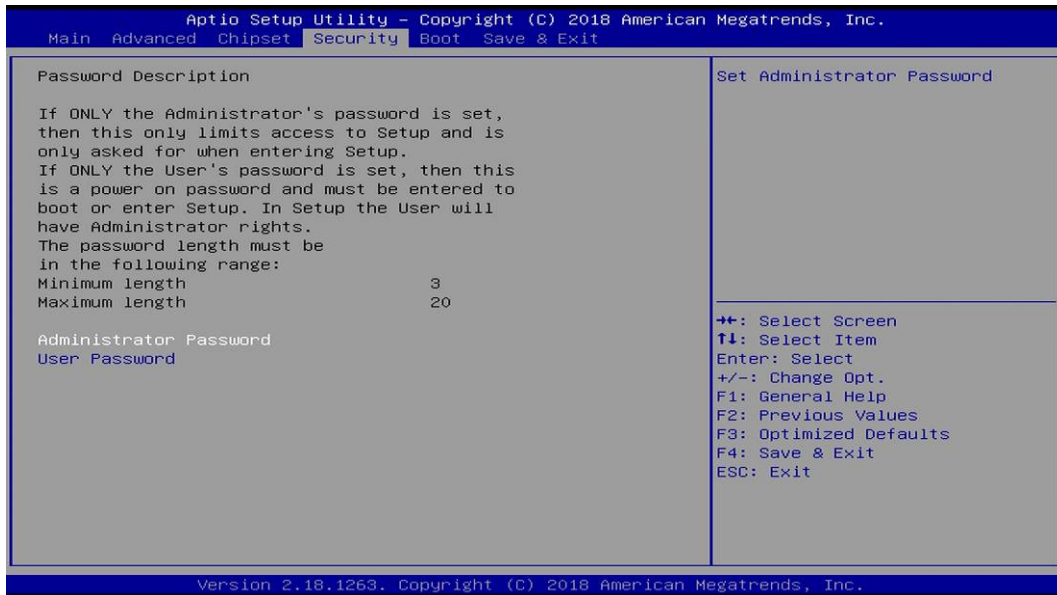 Aptio Setup Utility – Copyright (C) 2018 American Megatrends, Inc.
Main Advanced Chipset Security Boot Save & Exit
Password Description
If ONLY the Administrator's password is set,
then this only limits access to Setup and is
only asked for when entering Setup.
If ONLY the User's password is set, then this
is a power on password and must be entered to
boot or enter Setup. In Setup the User will
have Administrator rights.
The password length must be
in the following range:
Minimum length 3
Maximum length 20
Administrator Password
User Password
Set Administrator Password
→←: Select Screen
↑↓: Select Item
Enter: Select
+/-: Change Opt.
F1: General Help
F2: Previous Values
F3: Optimized Defaults
F4: Save & Exit
ESC: Exit
Version 2.18.1263. Copyright (C) 2018 American Megatrends, Inc.